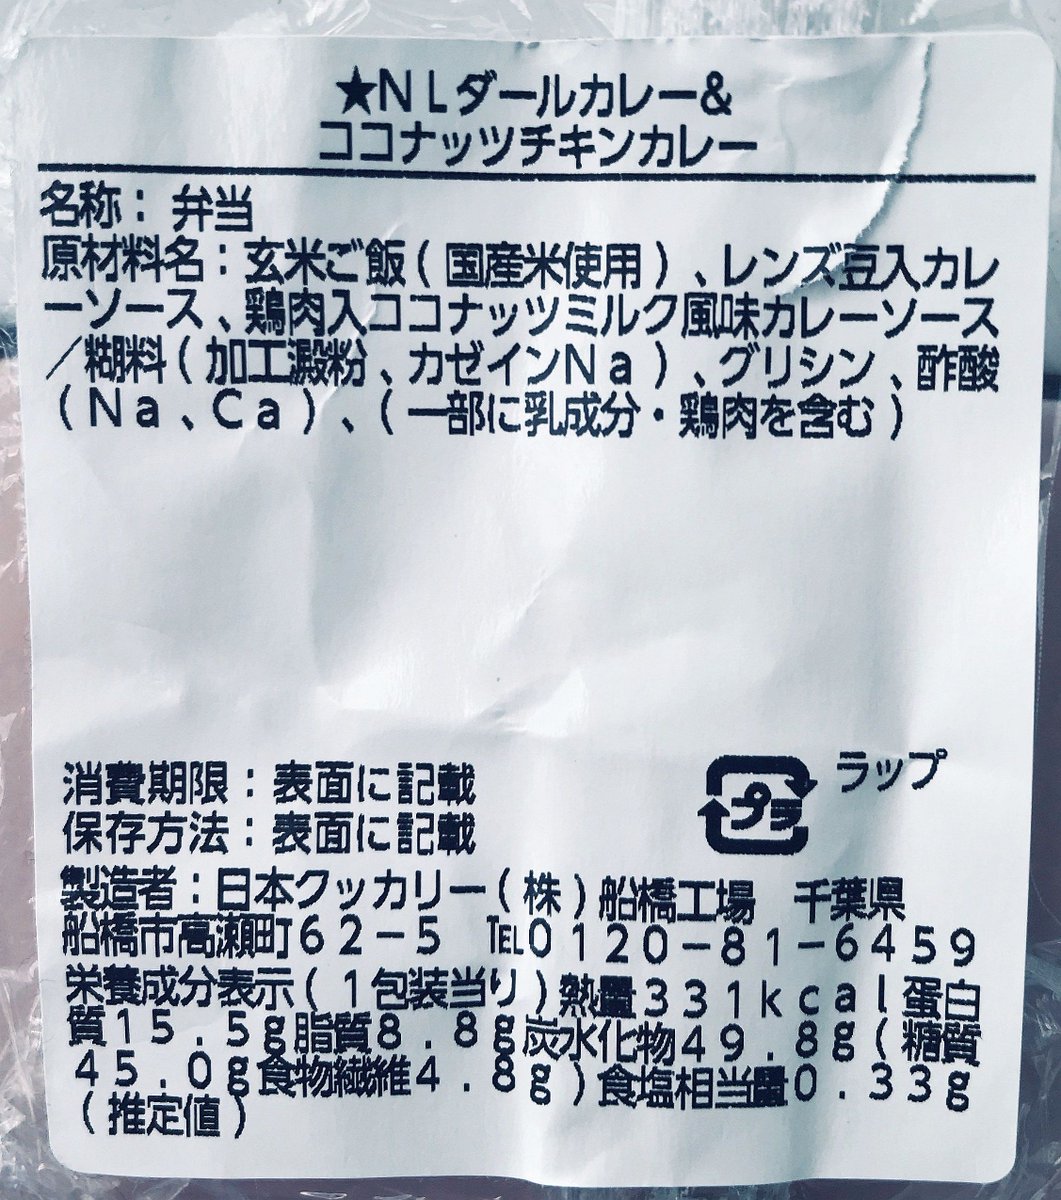 ★NLダールカレー&
ココナッツチキンカレー
名称：弁当
原材料名：玄米ご飯（国産米使用）、レンズ豆入カレ
ーソース、鶏肉入ココナッツミルク風味カレーソース
／糊料（加工澱粉、カゼインNa）、グリシン、酢酸
（Na、Ca）、（一部に乳成分・鶏肉を含む）
消費期限：表面に記載
保存方法：表面に記載
プラ ラップ
製造者：日本クッカリー（株）船橋工場　千葉県
船橋市高瀬町62-5　℡0120-81-6459
栄養成分表示（1包装当り）熱量331kcal蛋白
質15.5g脂質8.8g炭水化物49.8g（糖質
45.0g食物繊維4.8g）食塩相当量0.33g
（推定値）